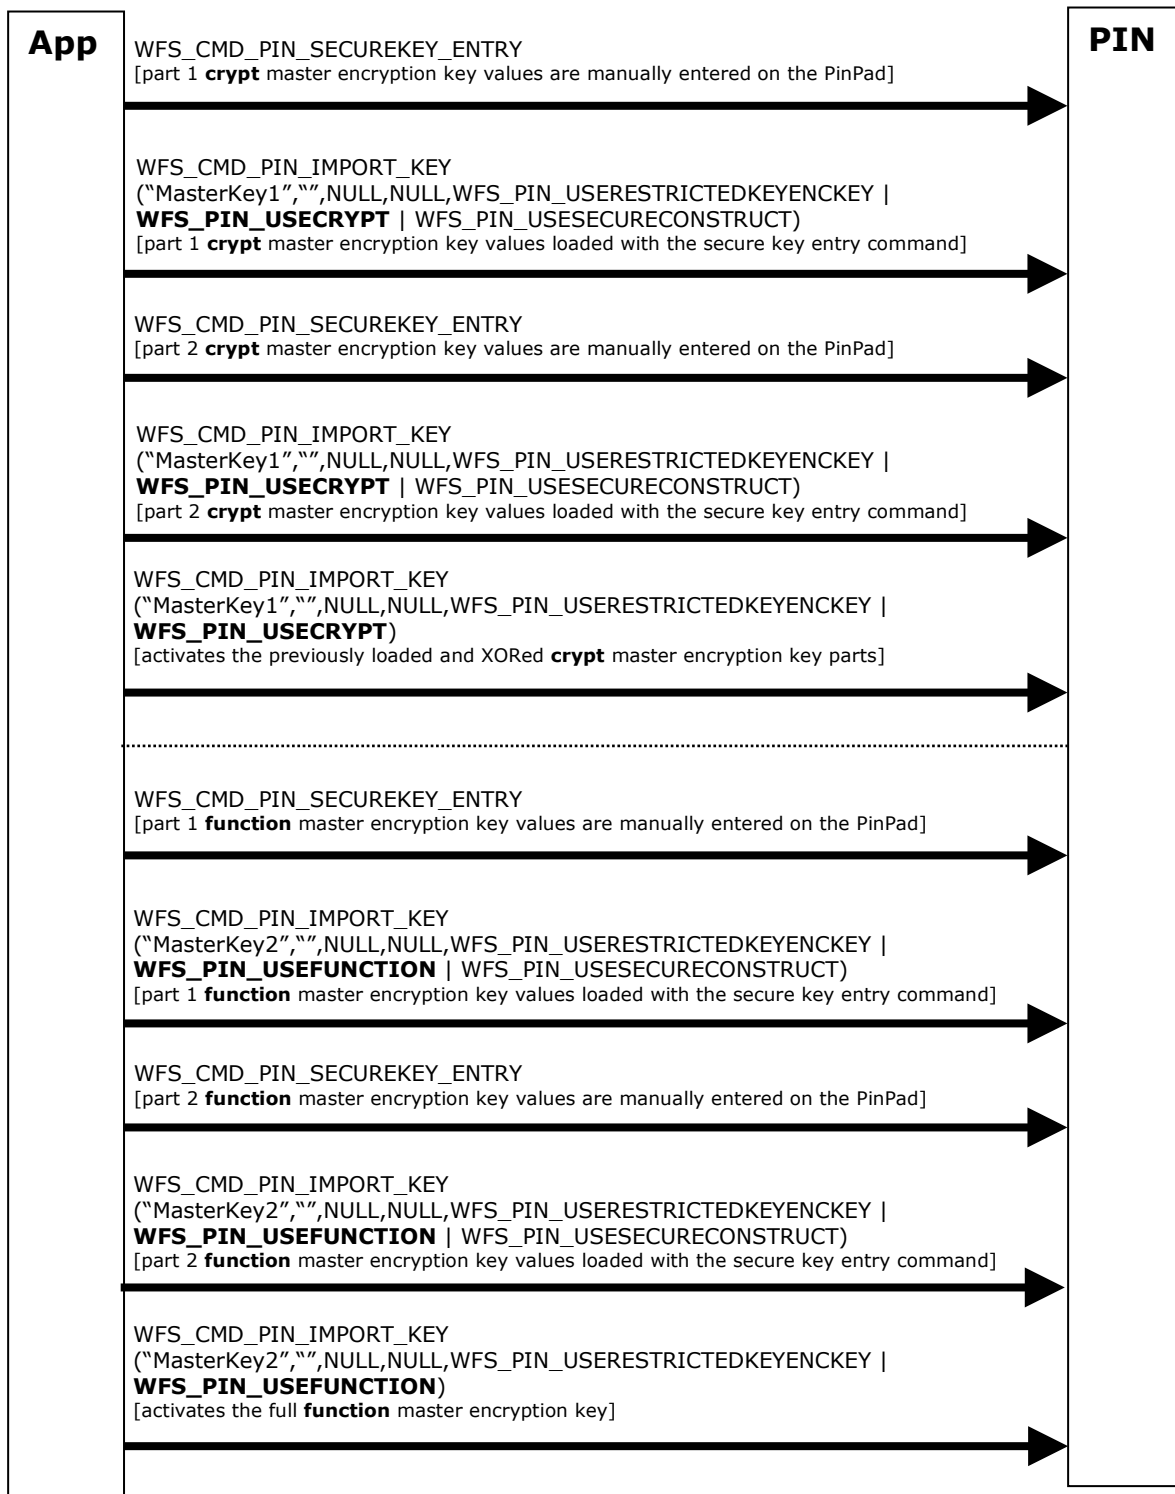 App
PIN
WFS_CMD_PIN_SECUREKEY_ENTRY
[part 1 crypt master encryption key values are manually entered on the PinPad]
WFS_CMD_PIN_IMPORT_KEY
(“MasterKey1”,“”,NULL,NULL,WFS_PIN_USERESTRICTEDKEYENCKEY |
WFS_PIN_USECRYPT | WFS_PIN_USESECURECONSTRUCT)
[part 1 crypt master encryption key values loaded with the secure key entry command]
WFS_CMD_PIN_SECUREKEY_ENTRY
[part 2 crypt master encryption key values are manually entered on the PinPad]
WFS_CMD_PIN_IMPORT_KEY
(“MasterKey1”,“”,NULL,NULL,WFS_PIN_USERESTRICTEDKEYENCKEY |
WFS_PIN_USECRYPT | WFS_PIN_USESECURECONSTRUCT)
[part 2 crypt master encryption key values loaded with the secure key entry command]
WFS_CMD_PIN_IMPORT_KEY
(“MasterKey1”,“”,NULL,NULL,WFS_PIN_USERESTRICTEDKEYENCKEY |
WFS_PIN_USECRYPT)
[activates the previously loaded and XORed crypt master encryption key parts]
WFS_CMD_PIN_SECUREKEY_ENTRY
[part 1 function master encryption key values are manually entered on the PinPad]
WFS_CMD_PIN_IMPORT_KEY
(“MasterKey2”,“”,NULL,NULL,WFS_PIN_USERESTRICTEDKEYENCKEY |
WFS_PIN_USEFUNCTION | WFS_PIN_USESECURECONSTRUCT)
[part 1 function master encryption key values loaded with the secure key entry command]
WFS_CMD_PIN_SECUREKEY_ENTRY
[part 2 function master encryption key values are manually entered on the PinPad]
WFS_CMD_PIN_IMPORT_KEY
(“MasterKey2”,“”,NULL,NULL,WFS_PIN_USERESTRICTEDKEYENCKEY |
WFS_PIN_USEFUNCTION | WFS_PIN_USESECURECONSTRUCT)
[part 2 function master encryption key values loaded with the secure key entry command]
WFS_CMD_PIN_IMPORT_KEY
(“MasterKey2”,“”,NULL,NULL,WFS_PIN_USERESTRICTEDKEYENCKEY |
WFS_PIN_USEFUNCTION)
[activates the full function master encryption key]